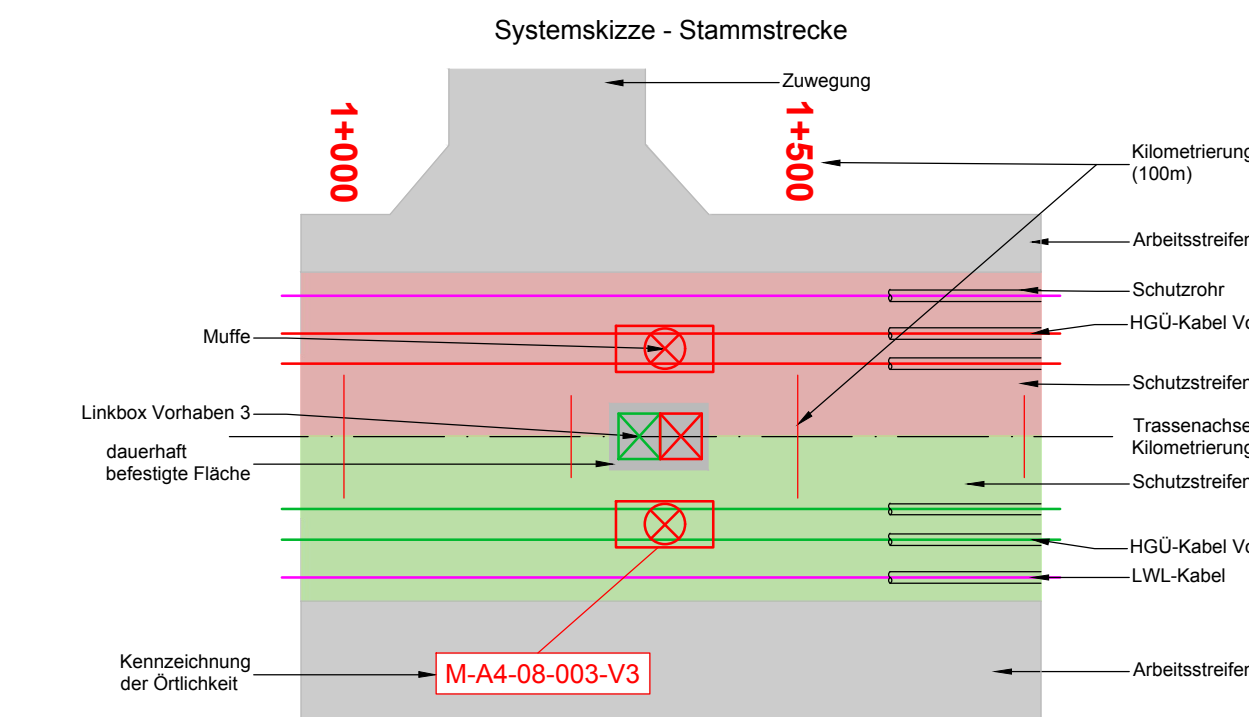 Systemskizze - Stammstrecke
Zuwegung
1+000
1+500
Kilometrierung
(100m)
Arbeitsstreifen
Schutzrohr
HGÜ-Kabel Vo
Muffe
Schutzstreifen
Linkbox Vorhaben 3
Trassenachse
Kilometrierung
dauerhaft
befestigte Fläche
Schutzstreifen
HGÜ-Kabel Vo
LWL-Kabel
Kennzeichnung
der Örtlichkeit
M-A4-08-003-V3
Arbeitsstreifen